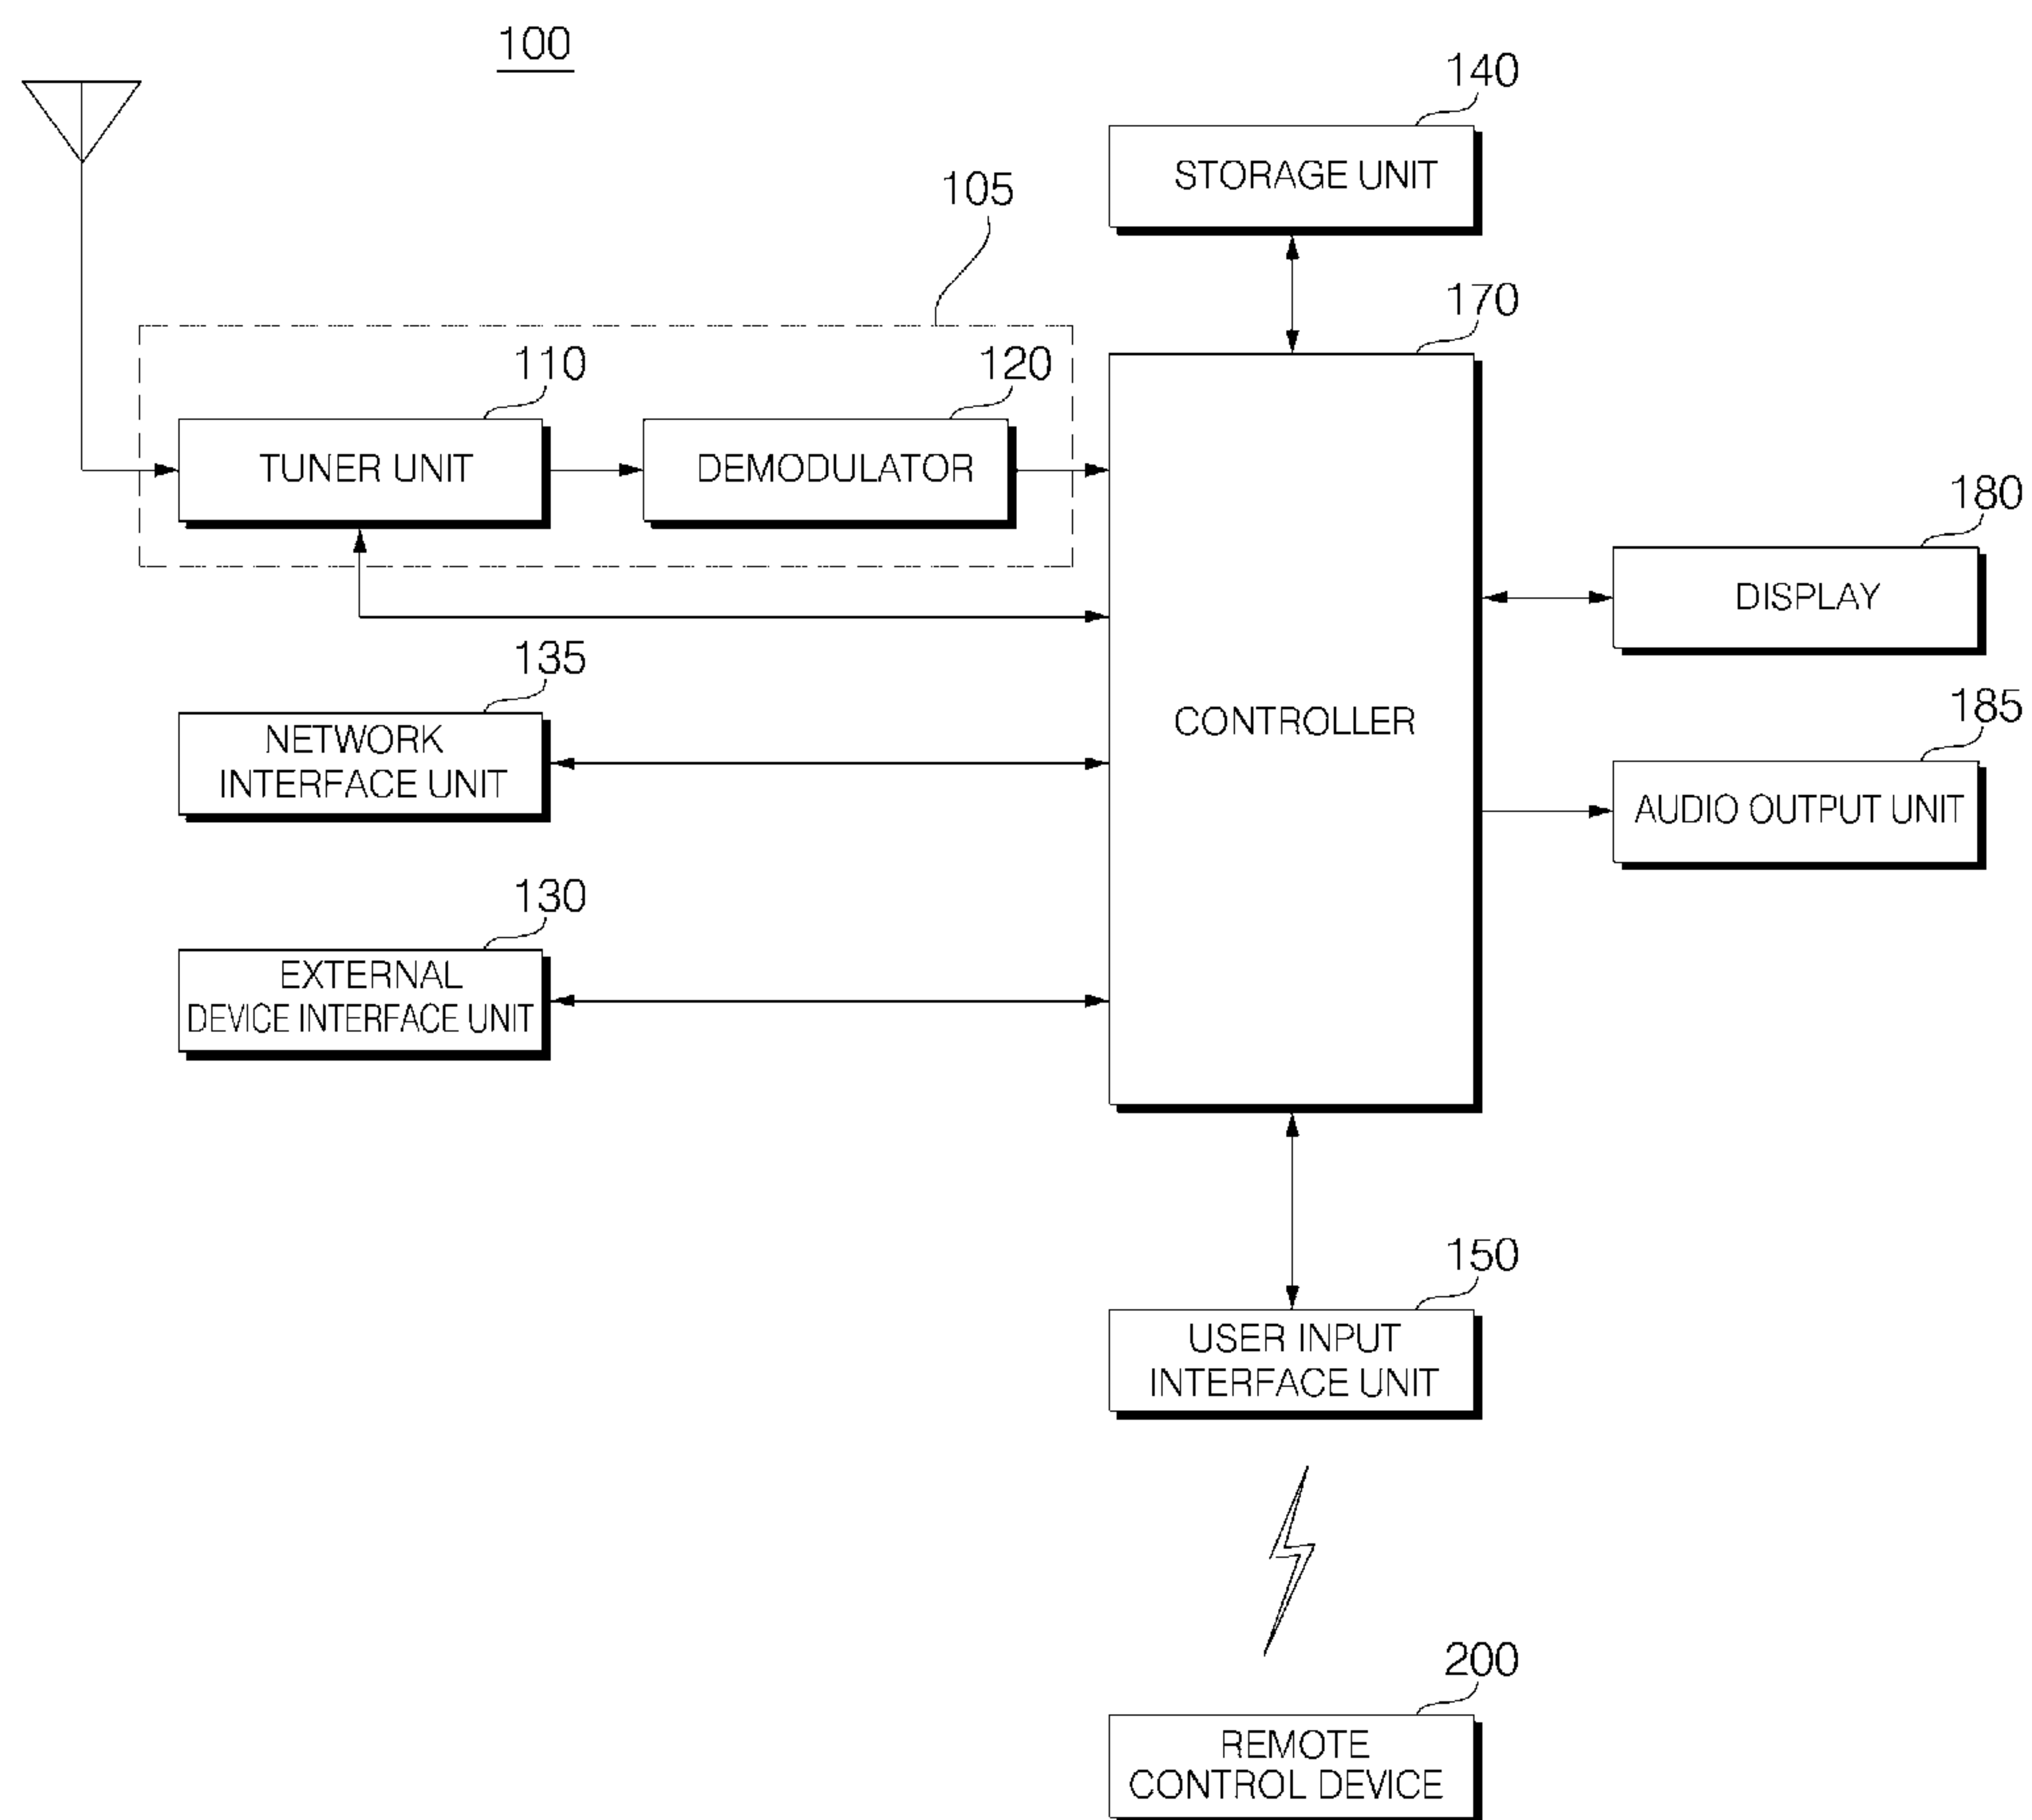 100
140
STORAGE UNIT
105
170
110
120
TUNER UNIT
DEMODULATOR
180
DISPLAY
135
NETWORK
INTERFACE UNIT
CONTROLLER
185
AUDIO OUTPUT UNIT
130
EXTERNAL
DEVICE INTERFACE UNIT
150
USER INPUT
INTERFACE UNIT
200
REMOTE
CONTROL DEVICE